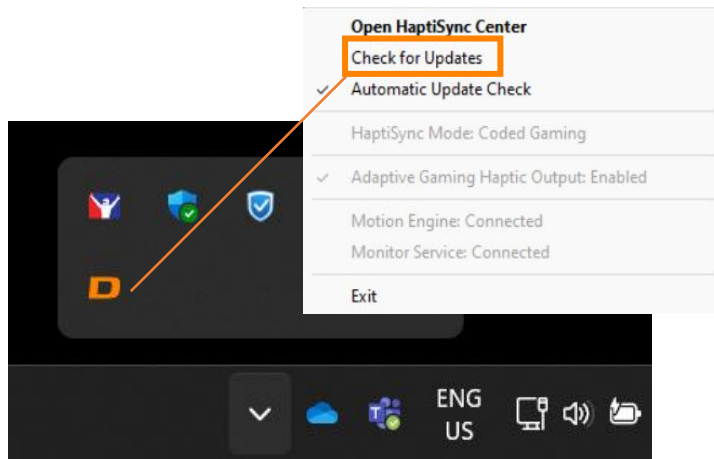 Open HaptiSync Center
Check for Updates
Automatic Update Check
HaptiSync Mode: Coded Gaming
Adaptive Gaming Haptic Output: Enabled
Motion Engine: Connected
Monitor Service: Connected
Exit
D
ENG
US